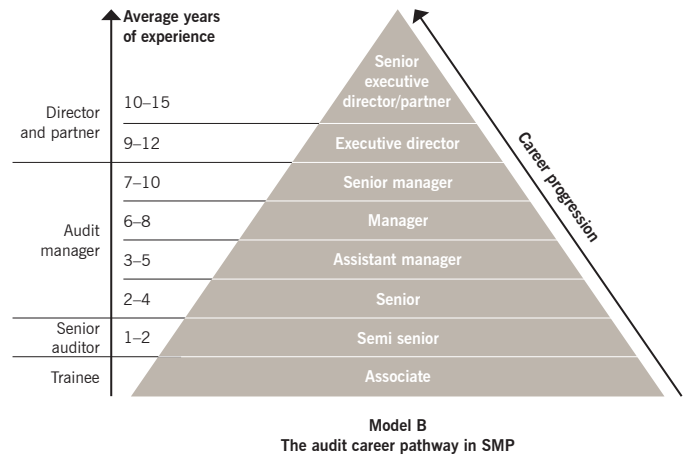 Average years
of experience
Senior
executive
director/partner
Director
and partner
10–15
9–12
Executive director
7–10
Senior manager
Audit
manager
6–8
Manager
3–5
Assistant manager
2–4
Senior
Senior
auditor
1–2
Semi senior
Trainee
Associate
Career progression
Model B
The audit career pathway in SMP